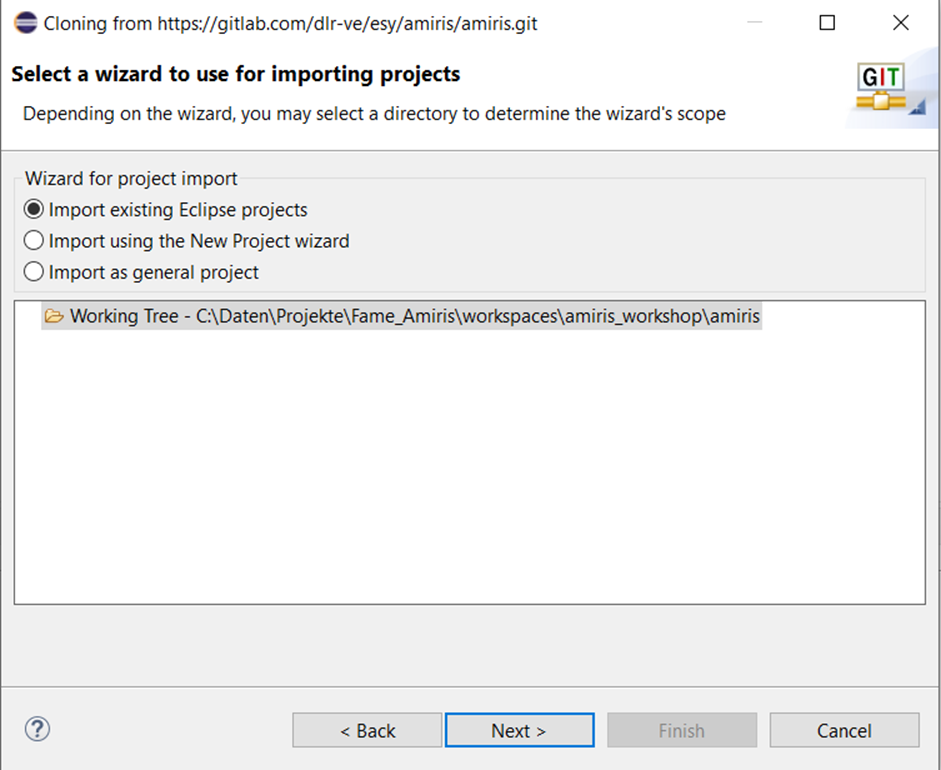 Cloning from https://gitlab.com/dlr-ve/esy/amiris/amiris.git
Select a wizard to use for importing projects
Depending on the wizard, you may select a directory to determine the wizard's scope
GIT
Wizard for project import
Import existing Eclipse projects
Import using the New Project wizard
Import as general project
Working Tree - C:\Daten\Projekte\Fame_Amiris\workspaces\amiris_workshop\amiris
?
< Back
Next >
Finish
Cancel